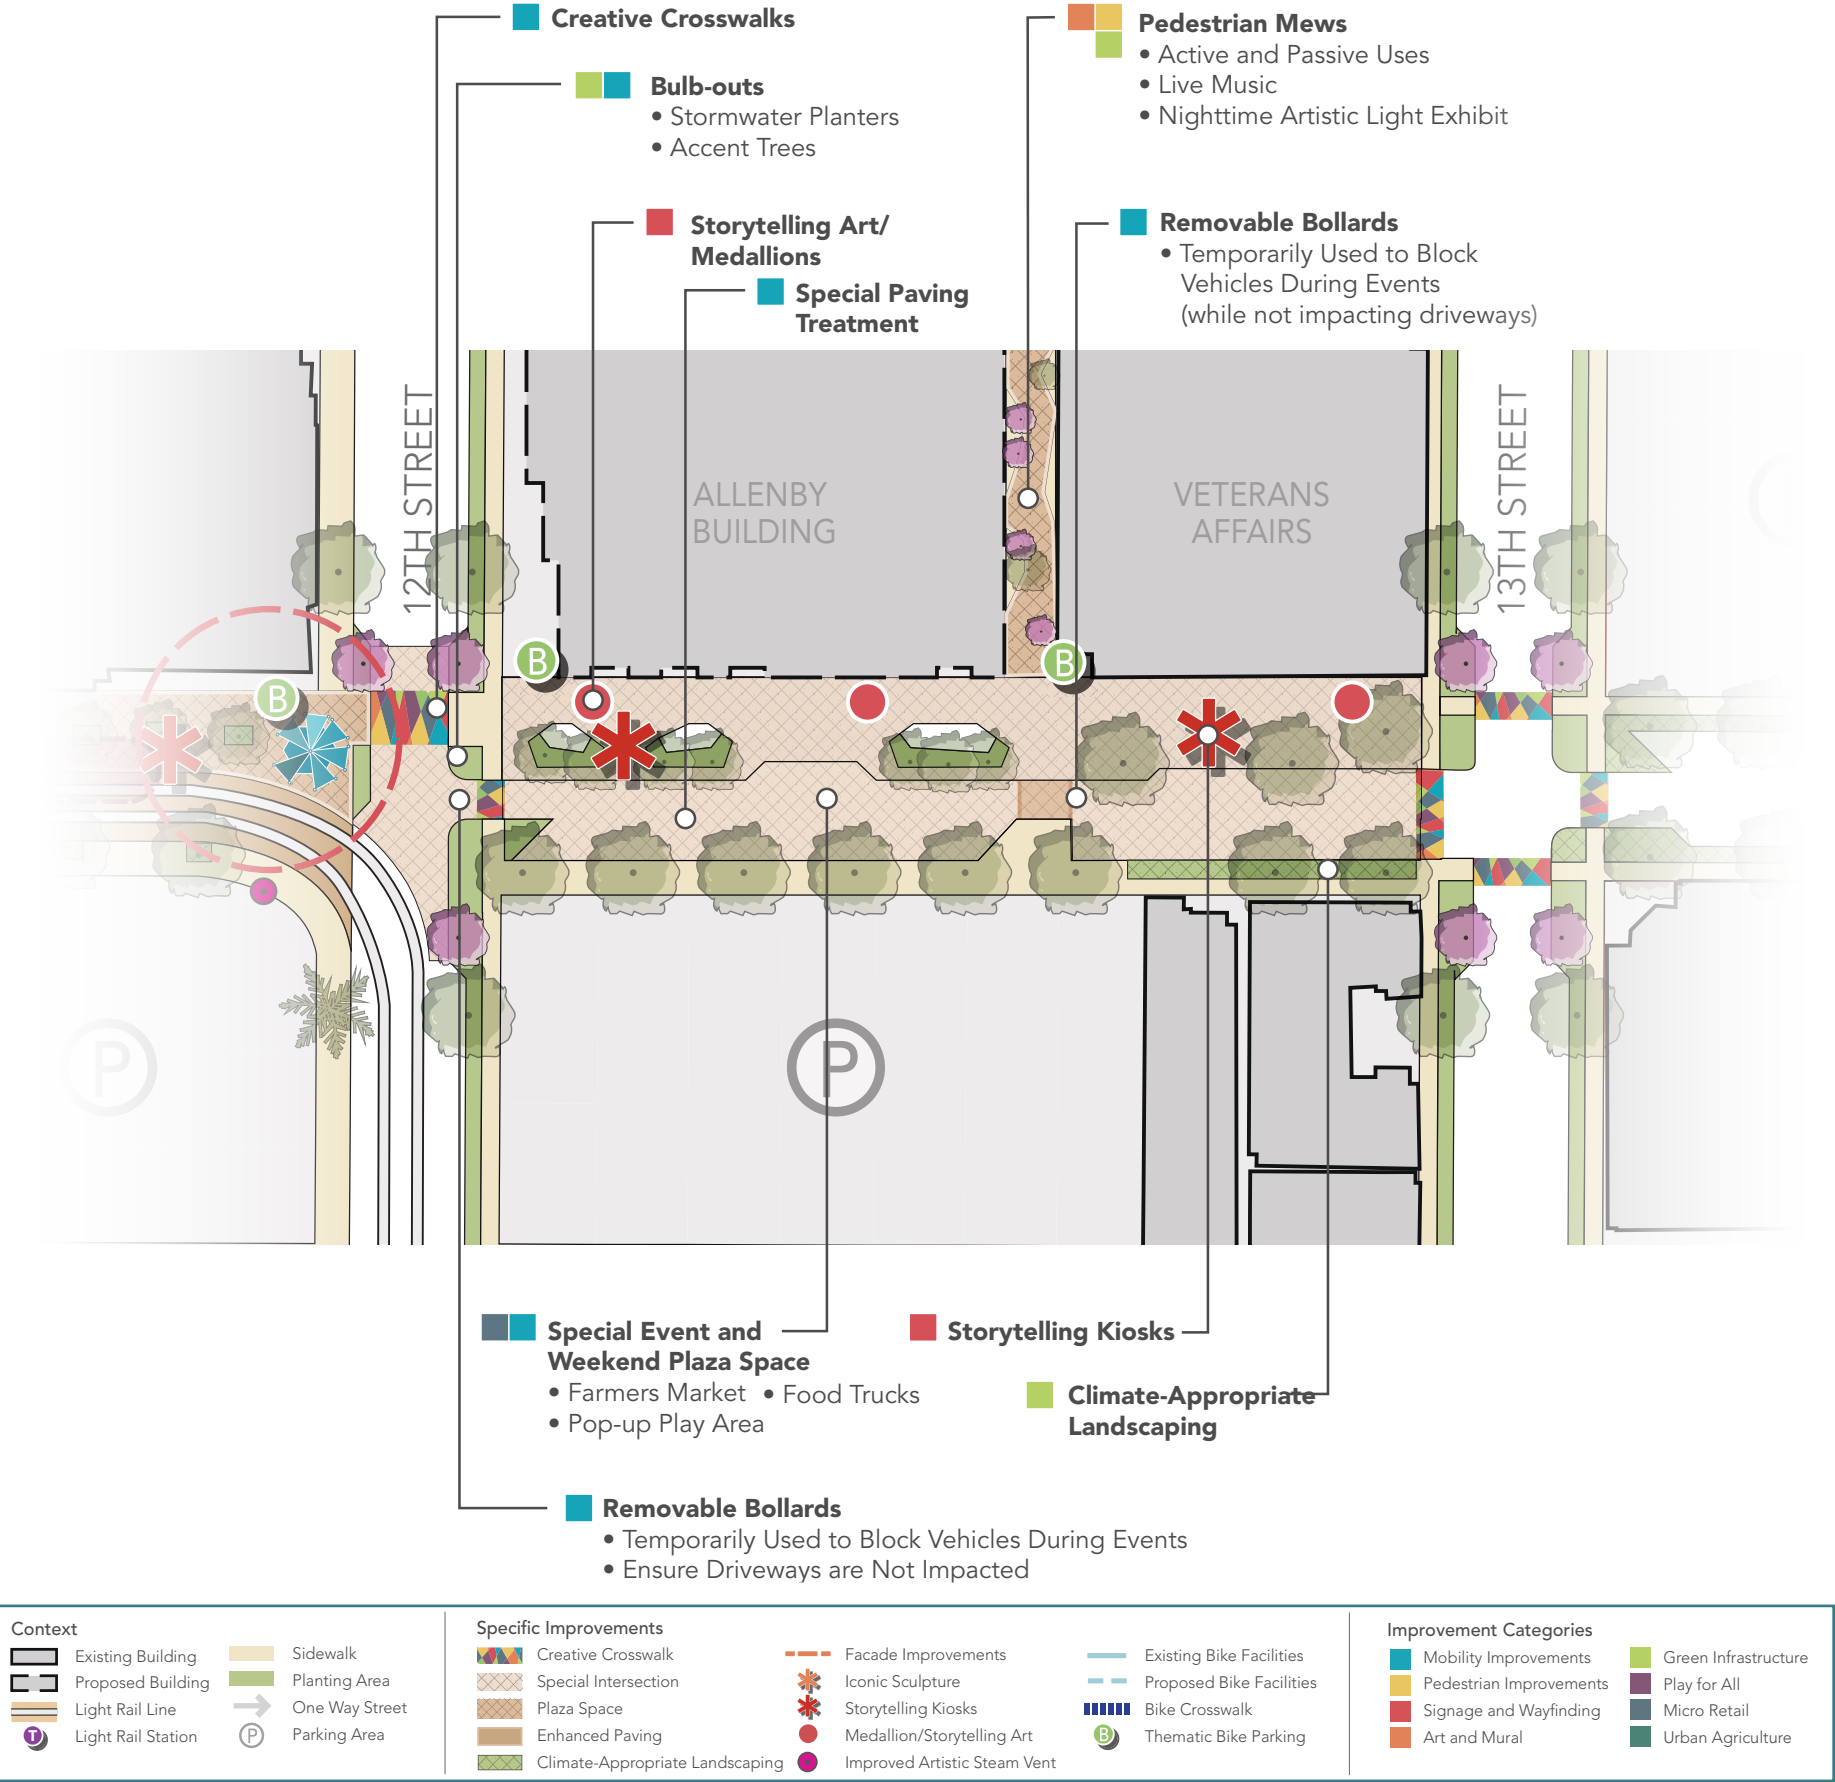 Creative Crosswalks
Bulb-outs
• Stormwater Planters
• Accent Trees
Pedestrian Mews
• Active and Passive Uses
• Live Music
• Nighttime Artistic Light Exhibit
Storytelling Art/
Medallions
Special Paving
Treatment
Removable Bollards
• Temporarily Used to Block
Vehicles During Events
(while not impacting driveways)
12TH STREET
ALLENBY
BUILDING
VETERANS
AFFAIRS
13TH STREET
B
B
B
P
P
Special Event and
Weekend Plaza Space
• Farmers Market • Food Trucks
• Pop-up Play Area
Storytelling Kiosks
Climate-Appropriate
Landscaping
Removable Bollards
• Temporarily Used to Block Vehicles During Events
• Ensure Driveways are Not Impacted
Context
Existing Building
Proposed Building
Light Rail Line
T Light Rail Station
Sidewalk
Planting Area
One Way Street
P Parking Area
Specific Improvements
Creative Crosswalk
Special Intersection
Plaza Space
Enhanced Paving
Climate-Appropriate Landscaping
Facade Improvements
Iconic Sculpture
Storytelling Kiosks
Medallion/Storytelling Art
Improved Artistic Steam Vent
Existing Bike Facilities
Proposed Bike Facilities
Bike Crosswalk
B Thematic Bike Parking
Improvement Categories
Mobility Improvements
Pedestrian Improvements
Signage and Wayfinding
Art and Mural
Green Infrastructure
Play for All
Micro Retail
Urban Agriculture